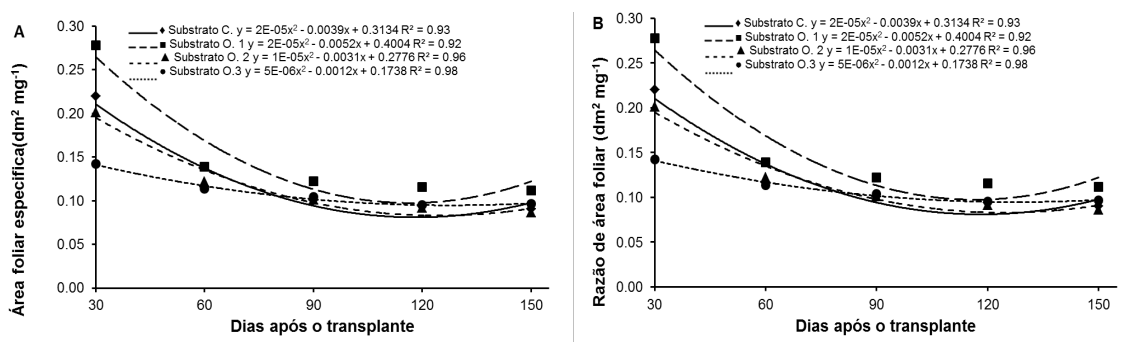 A
Substrato C. y = 2E-05x² - 0.0039x + 0.3134 R² = 0.93
Substrato O. 1 y = 2E-05x² - 0.0052x + 0.4004 R² = 0.92
Substrato O. 2 y = 1E-05x² - 0.0031x + 0.2776 R² = 0.96
Substrato O.3 y = 5E-06x² - 0.0012x + 0.1738 R² = 0.98
Área foliar especifica(dm² mg⁻¹)
0.30
0.25
0.20
0.15
0.10
0.05
0.00
30 60 90 120 150
Dias após o transplante
B
Substrato C. y = 2E-05x² - 0.0039x + 0.3134 R² = 0.93
Substrato O. 1 y = 2E-05x² - 0.0052x + 0.4004 R² = 0.92
Substrato O. 2 y = 1E-05x² - 0.0031x + 0.2776 R² = 0.96
Substrato O.3 y = 5E-06x² - 0.0012x + 0.1738 R² = 0.98
Razão de área foliar (dm² mg⁻¹)
0.30
0.25
0.20
0.15
0.10
0.05
0.00
30 60 90 120 150
Dias após o transplante